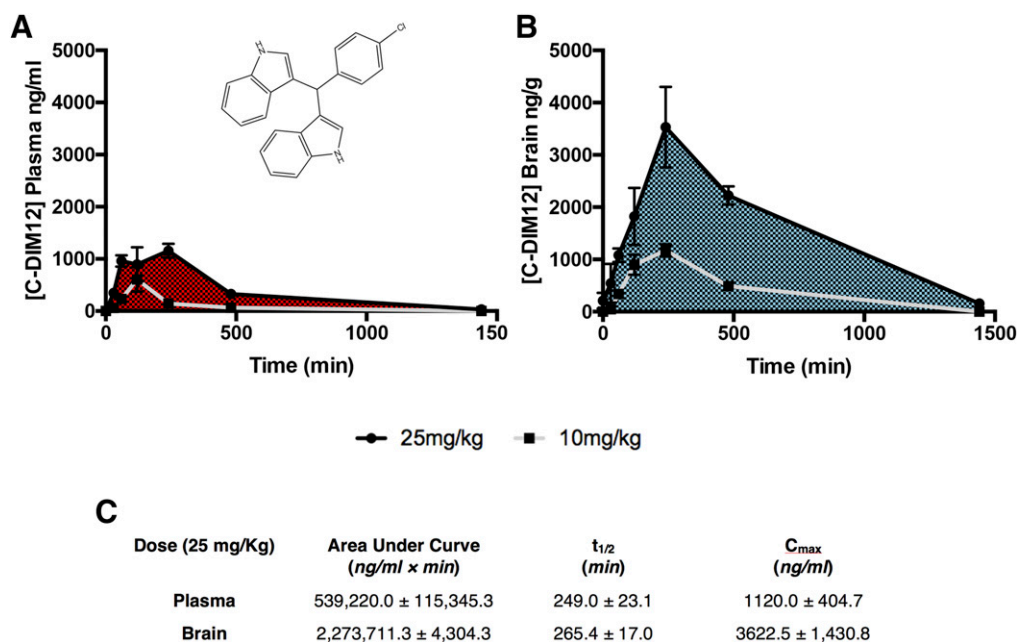 A
[C-DIM12] Plasma ng/ml
5000
4000
3000
2000
1000
0
0
500
1000
150
Time (min)
H
N
Cl
NH
B
[C-DIM12] Brain ng/g
5000
4000
3000
2000
1000
0
0
500
1000
1500
Time (min)
25mg/kg 10mg/kg
C
Dose (25 mg/Kg) Area Under Curve t1/2 Cmax
(ng/ml × min) (min) (ng/ml)
Plasma 539,220.0 ± 115,345.3 249.0 ± 23.1 1120.0 ± 404.7
Brain 2,273,711.3 ± 4,304.3 265.4 ± 17.0 3622.5 ± 1,430.8